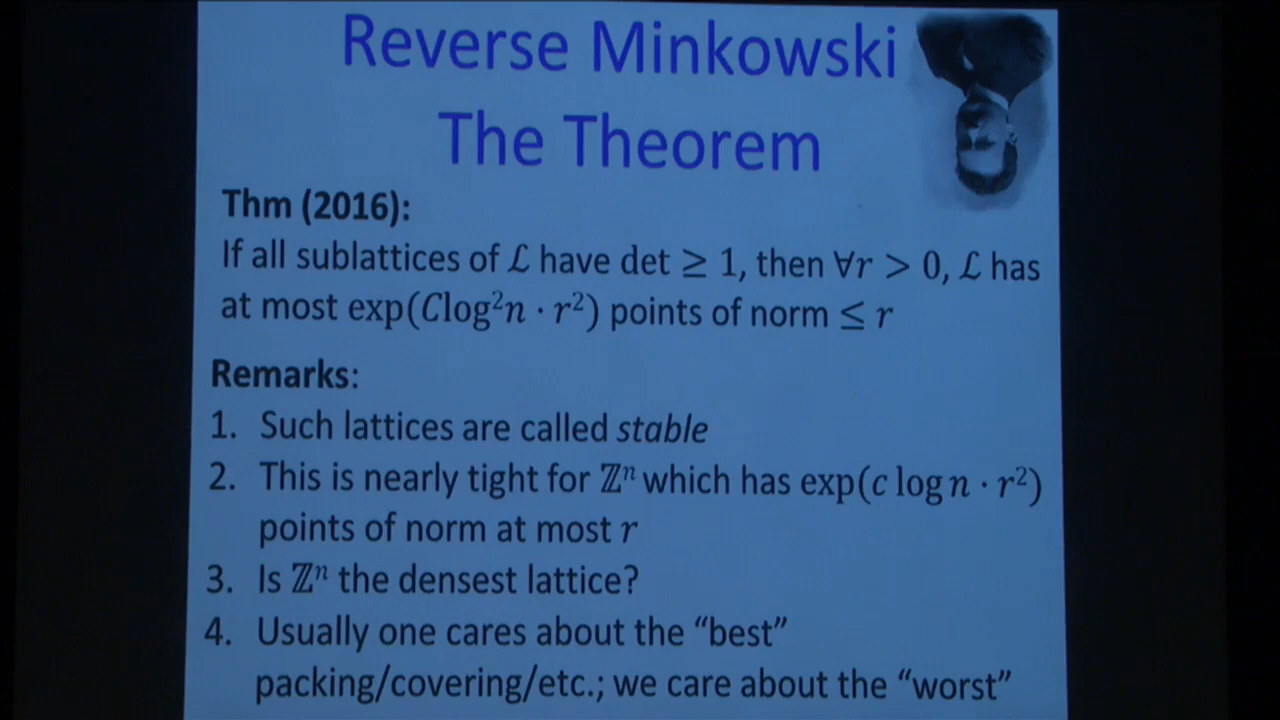 Reverse Minkowski
The Theorem
Thm (2016):
If all sublattices of ℒ have det ≥ 1, then ∀r > 0, ℒ has
at most exp(Clog²n · r²) points of norm ≤ r
Remarks:
1. Such lattices are called stable
2. This is nearly tight for ℤⁿ which has exp(c log n · r²)
points of norm at most r
3. Is ℤⁿ the densest lattice?
4. Usually one cares about the “best”
packing/covering/etc.; we care about the “worst”